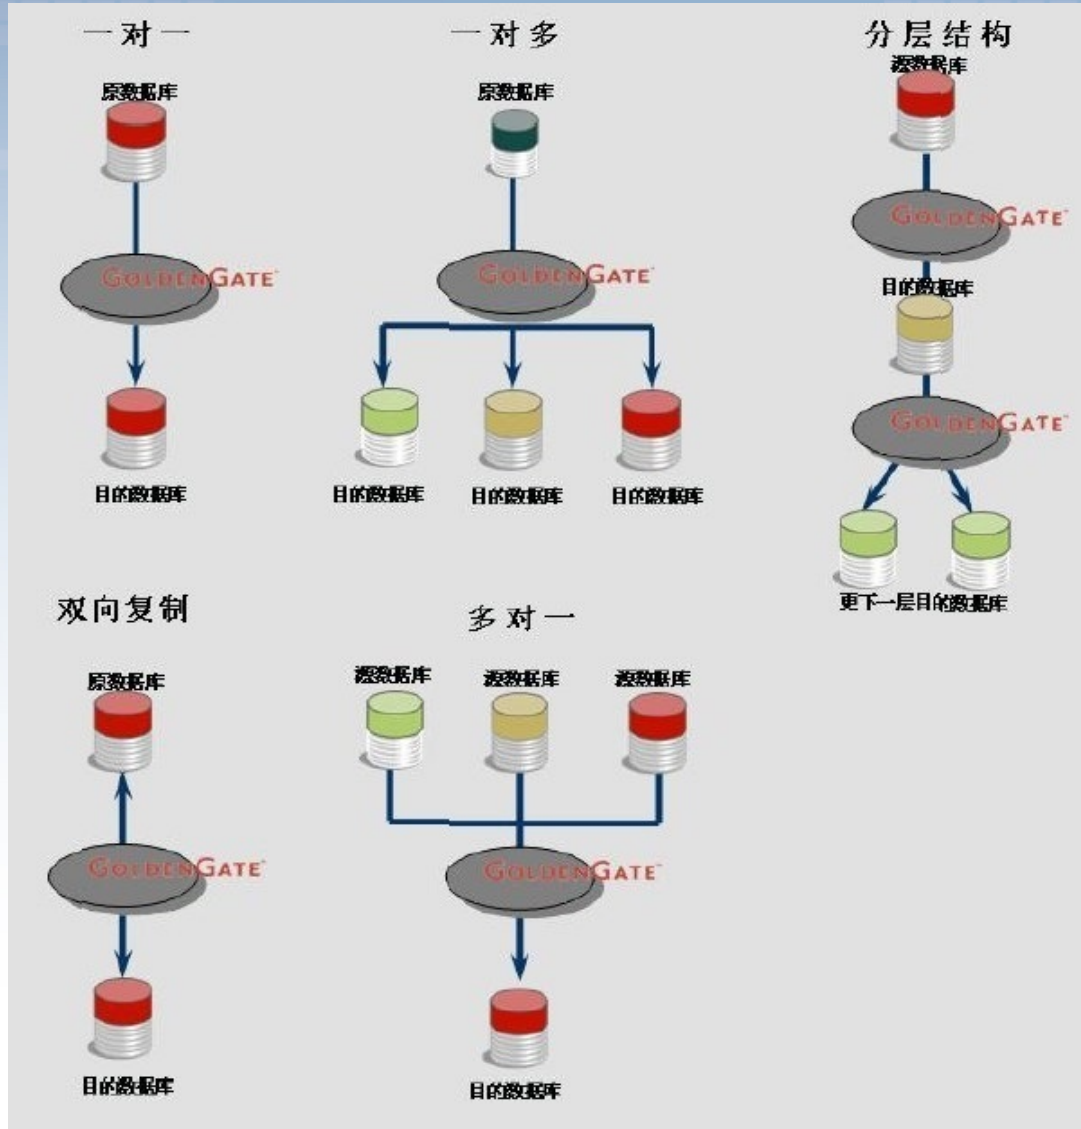 一对一
原数据库
GOLDENGATE
目的数据库
一对多
原数据库
GOLDENGATE
目的数据库
目的数据库
目的数据库
分层结构
源数据库
GOLDENGATE
目的数据库
GOLDENGATE
更下一层目的数据库
双向复制
原数据库
GOLDENGATE
目的数据库
多对一
源数据库
源数据库
源数据库
GOLDENGATE
目的数据库